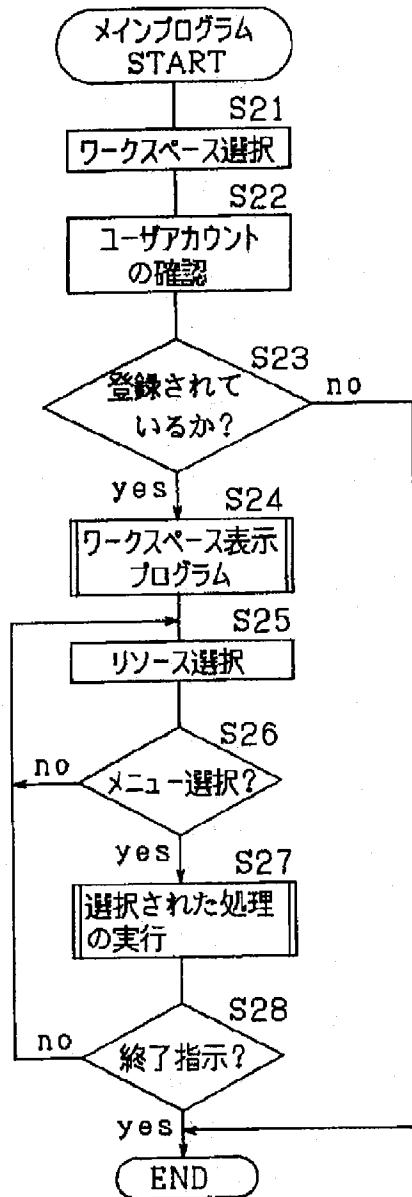 メインプログラム
START
S21
ワークスペース選択
S22
ユーザアカウント
の確認
S23
登録されて
いるか?
no
yes
S24
ワークスペース表示
プログラム
S25
リソース選択
S26
メニュー選択?
no
yes
S27
選択された処理
の実行
S28
終了指示?
no
yes
END